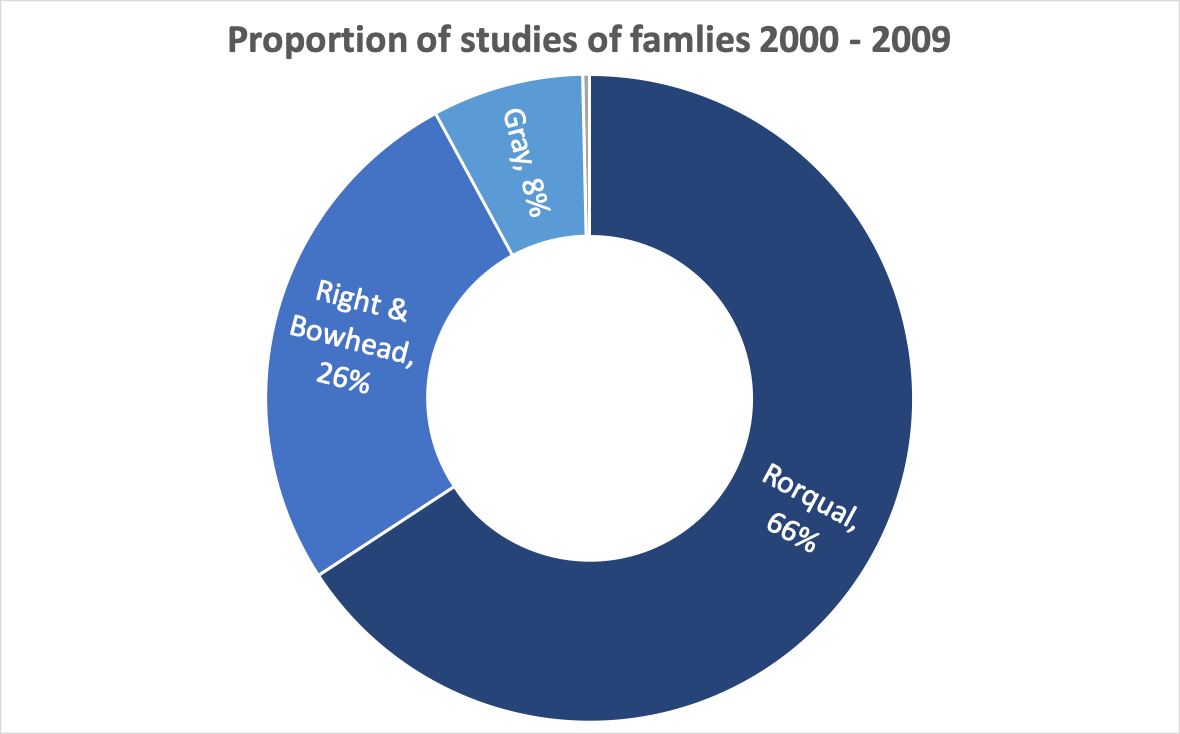 Proportion of studies of famlies 2000 - 2009
Gray, 8%
Right &
Bowhead,
26%
Rorqual,
66%